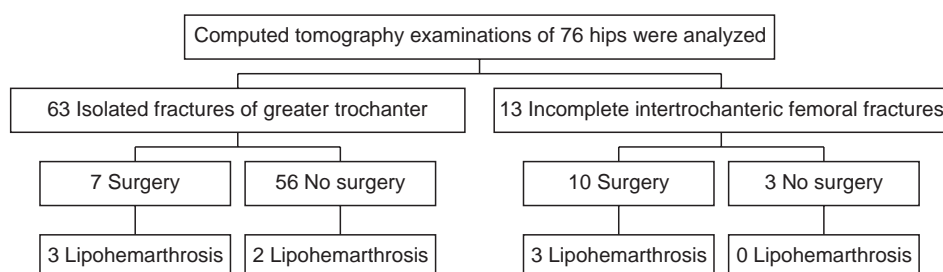 Computed tomography examinations of 76 hips were analyzed
63 Isolated fractures of greater trochanter
13 Incomplete intertrochanteric femoral fractures
7 Surgery
56 No surgery
10 Surgery
3 No surgery
3 Lipohemarthrosis
2 Lipohemarthrosis
3 Lipohemarthrosis
0 Lipohemarthrosis